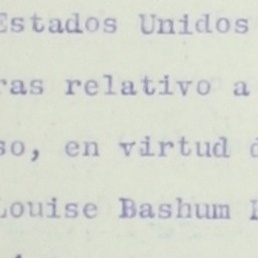 Estados Unidos
ras relativo a
so, en virtud
Louise Bashum